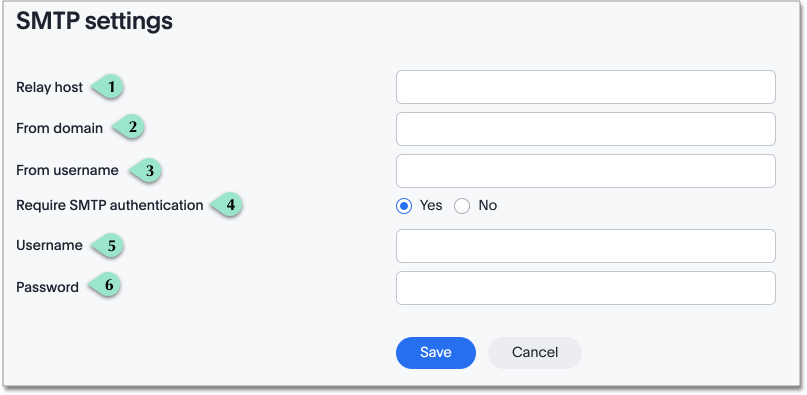 SMTP settings
Relay host 1
From domain 2
From username 3
Require SMTP authentication 4 Yes No
Username 5
Password 6
Save Cancel